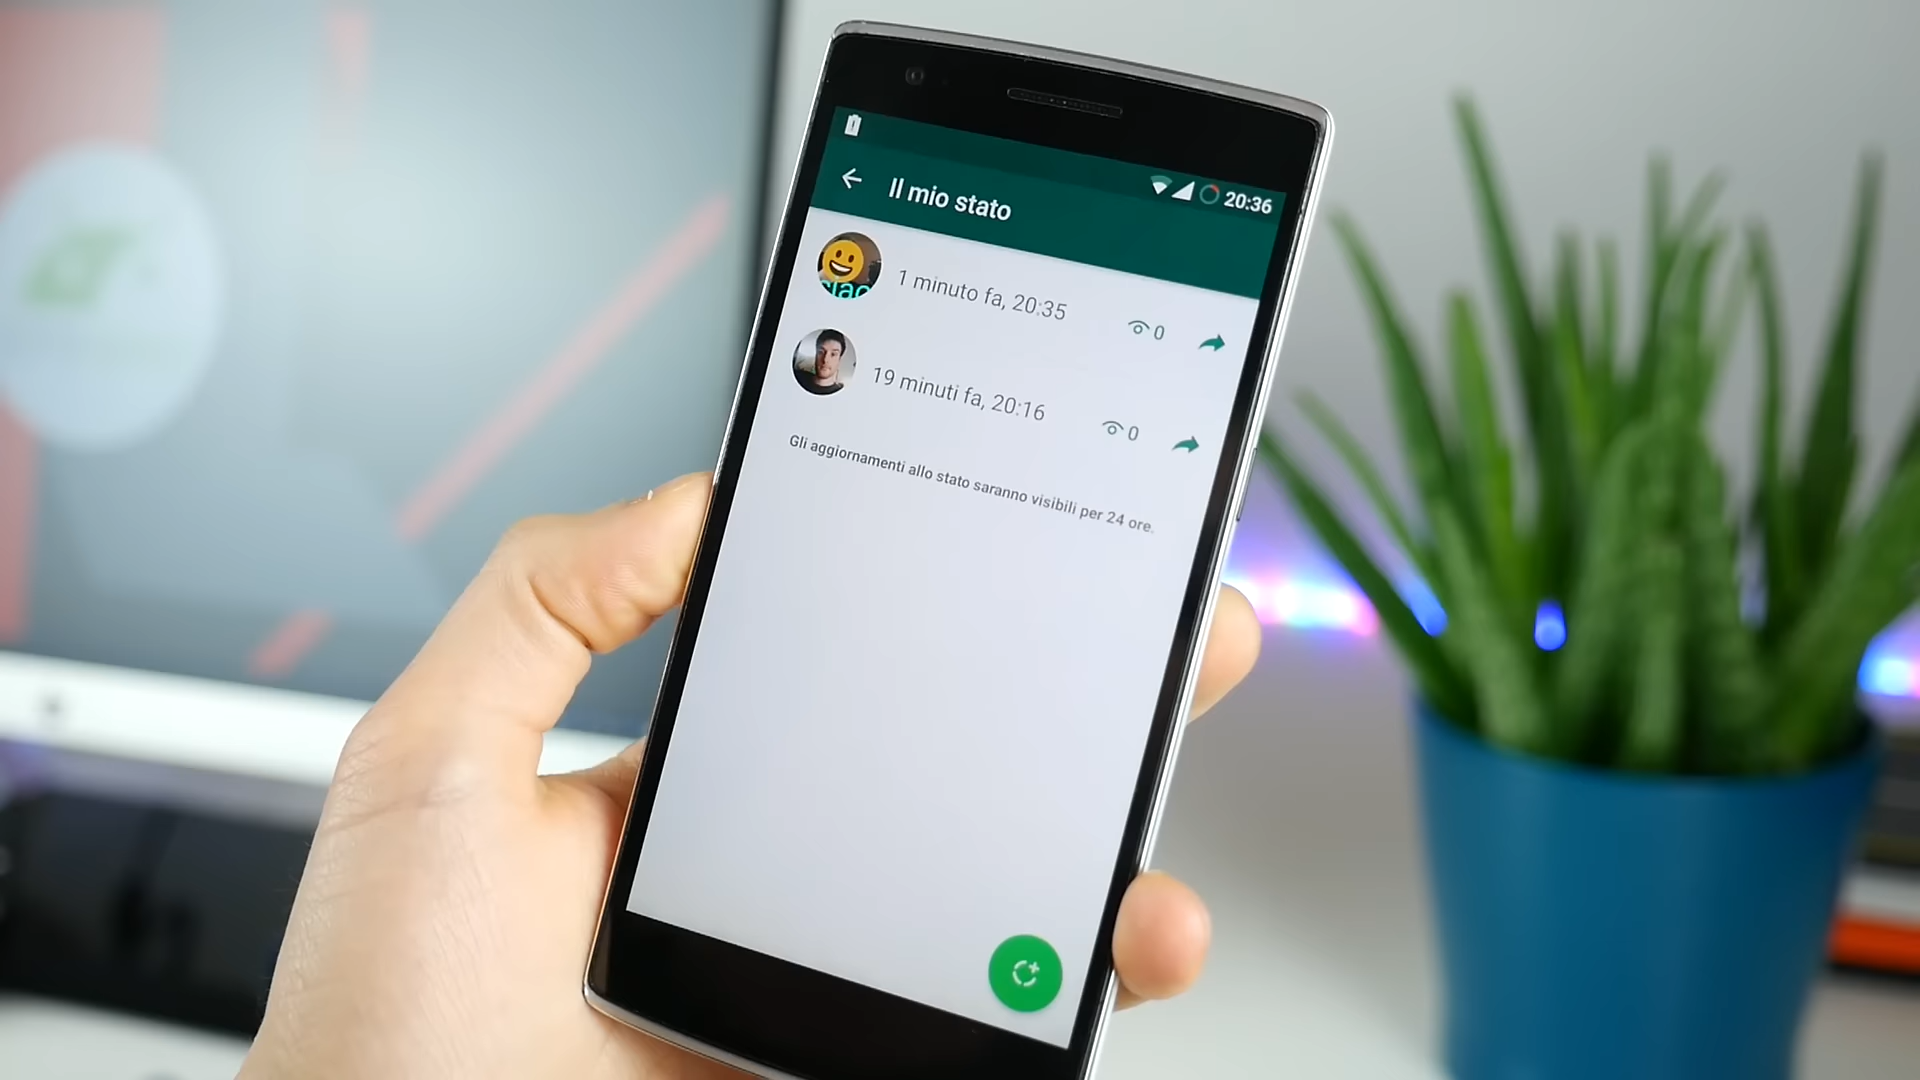 20:36
Il mio stato
ciao
1 minuto fa, 20:35
0
19 minuti fa, 20:16
0
Gli aggiornamenti allo stato saranno visibili per 24 ore.